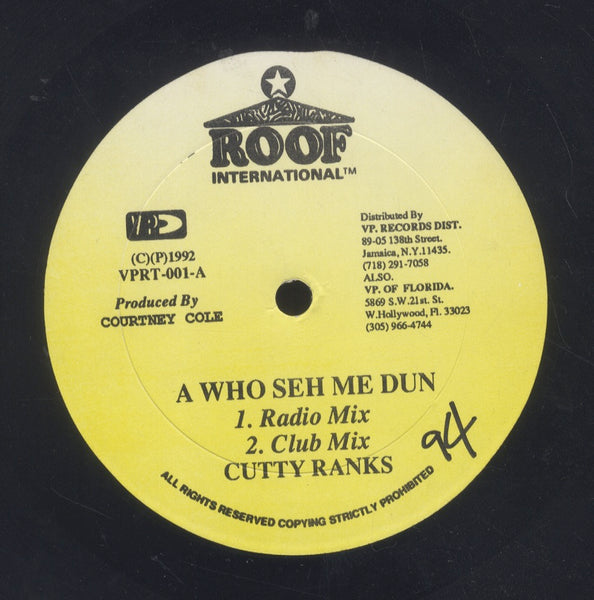 ROOF
INTERNATIONAL™
VP
(C)(P)1992
VPRT-001-A
Produced By
COURTNEY COLE
Distributed By
VP. RECORDS DIST.
89-05 138th Street.
Jamaica, N.Y.11435.
(718) 291-7058
ALSO.
VP. OF FLORIDA.
5869 S.W.21st. St.
W.Hollywood, Fl. 33023
(305) 966-4744
A WHO SEH ME DUN
1. Radio Mix
2. Club Mix
CUTTY RANKS
94
ALL RIGHTS RESERVED COPYING STRICTLY PROHIBITED